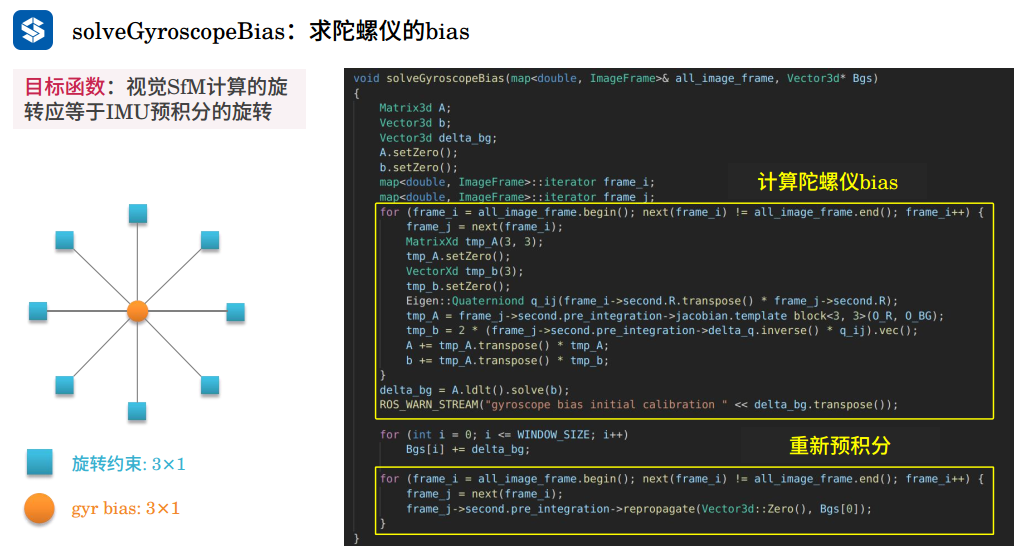 solveGyroscopeBias：求陀螺仪的bias
目标函数：视觉SfM计算的旋
转应等于IMU预积分的旋转
旋转约束: 3×1
gyr bias: 3×1
void solveGyroscopeBias(map<double, ImageFrame>& all_image_frame, Vector3d* Bgs)
{
    Matrix3d A;
    Vector3d b;
    Vector3d delta_bg;
    A.setZero();
    b.setZero();
    map<double, ImageFrame>::iterator frame_i;
    map<double, ImageFrame>::iterator frame_j;
计算陀螺仪bias
    for (frame_i = all_image_frame.begin(); next(frame_i) != all_image_frame.end(); frame_i++) {
        frame_j = next(frame_i);
        MatrixXd tmp_A(3, 3);
        tmp_A.setZero();
        VectorXd tmp_b(3);
        tmp_b.setZero();
        Eigen::Quaterniond q_ij(frame_i->second.R.transpose() * frame_j->second.R);
        tmp_A = frame_j->second.pre_integration->jacobian.template block<3, 3>(O_R, O_BG);
        tmp_b = 2 * (frame_j->second.pre_integration->delta_q.inverse() * q_ij).vec();
        A += tmp_A.transpose() * tmp_A;
        b += tmp_A.transpose() * tmp_b;
    }
    delta_bg = A.ldlt().solve(b);
    ROS_WARN_STREAM("gyroscope bias initial calibration " << delta_bg.transpose());
    for (int i = 0; i <= WINDOW_SIZE; i++)
        Bgs[i] += delta_bg;
重新预积分
    for (frame_i = all_image_frame.begin(); next(frame_i) != all_image_frame.end(); frame_i++) {
        frame_j = next(frame_i);
        frame_j->second.pre_integration->repropagate(Vector3d::Zero(), Bgs[0]);
    }
}